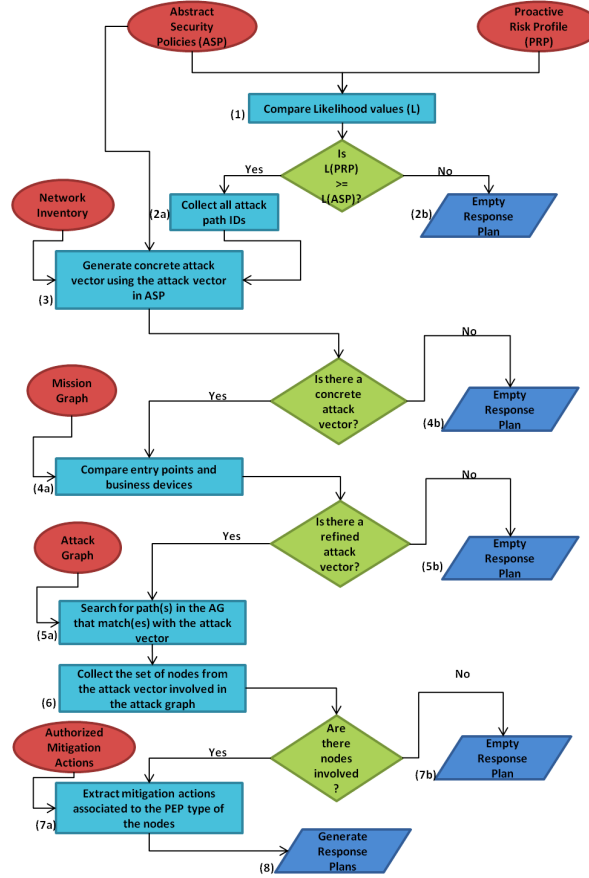 Abstract
Security
Policies (ASP)
Proactive
Risk Profile
(PRP)
(1)
Compare Likelihood values (L)
Is
L(PRP)
>=
L(ASP)?
Yes
No
Network
Inventory
(2a)
Collect all attack
path IDs
(2b)
Empty
Response
Plan
(3)
Generate concrete attack
vector using the attack vector
in ASP
Is there a
concrete
attack
vector?
Yes
No
Mission
Graph
(4b)
Empty
Response
Plan
(4a)
Compare entry points and
business devices
Is there a
refined
attack
vector?
Yes
No
Attack
Graph
(5b)
Empty
Response
Plan
(5a)
Search for path(s) in the AG
that match(es) with the attack
vector
(6)
Collect the set of nodes from
the attack vector involved in
the attack graph
Are
there
nodes
involved
?
Yes
No
Authorized
Mitigation
Actions
(7b)
Empty
Response
Plan
(7a)
Extract mitigation actions
associated to the PEP type of
the nodes
(8)
Generate
Response
Plans